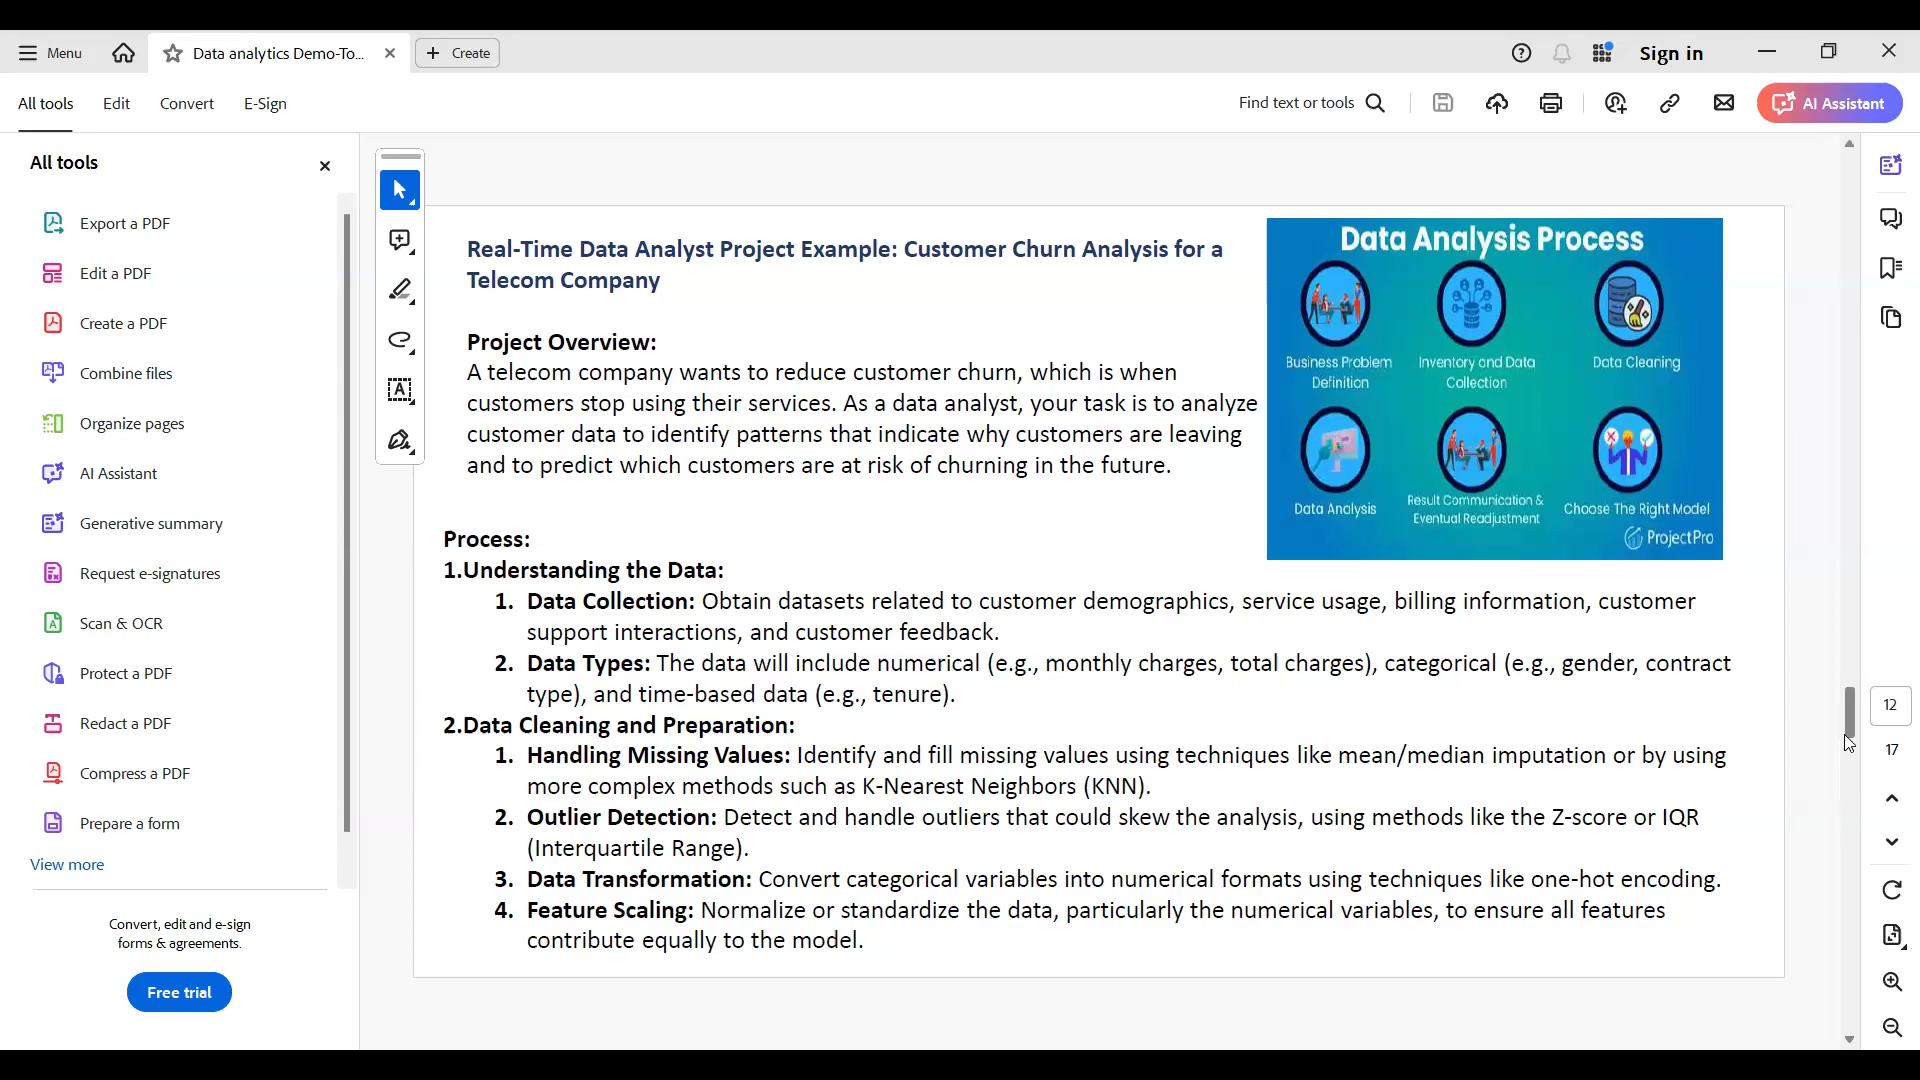 Menu
Data analytics Demo-To...
Create
Sign in
All tools
Edit
Convert
E-Sign
Find text or tools
AI Assistant
All tools
Export a PDF
Edit a PDF
Create a PDF
Combine files
Organize pages
AI Assistant
Generative summary
Request e-signatures
Scan & OCR
Protect a PDF
Redact a PDF
Compress a PDF
Prepare a form
View more
Convert, edit and e-sign
forms & agreements.
Free trial
Real-Time Data Analyst Project Example: Customer Churn Analysis for a
Telecom Company
Project Overview:
A telecom company wants to reduce customer churn, which is when
customers stop using their services. As a data analyst, your task is to analyze
customer data to identify patterns that indicate why customers are leaving
and to predict which customers are at risk of churning in the future.
Data Analysis Process
Business Problem
Definition
Inventory and Data
Collection
Data Cleaning
Data Analysis
Result Communication &
Eventual Readjustment
Choose The Right Model
ProjectPro
Process:
1.Understanding the Data:
1. Data Collection: Obtain datasets related to customer demographics, service usage, billing information, customer
support interactions, and customer feedback.
2. Data Types: The data will include numerical (e.g., monthly charges, total charges), categorical (e.g., gender, contract
type), and time-based data (e.g., tenure).
2.Data Cleaning and Preparation:
1. Handling Missing Values: Identify and fill missing values using techniques like mean/median imputation or by using
more complex methods such as K-Nearest Neighbors (KNN).
2. Outlier Detection: Detect and handle outliers that could skew the analysis, using methods like the Z-score or IQR
(Interquartile Range).
3. Data Transformation: Convert categorical variables into numerical formats using techniques like one-hot encoding.
4. Feature Scaling: Normalize or standardize the data, particularly the numerical variables, to ensure all features
contribute equally to the model.
12
17